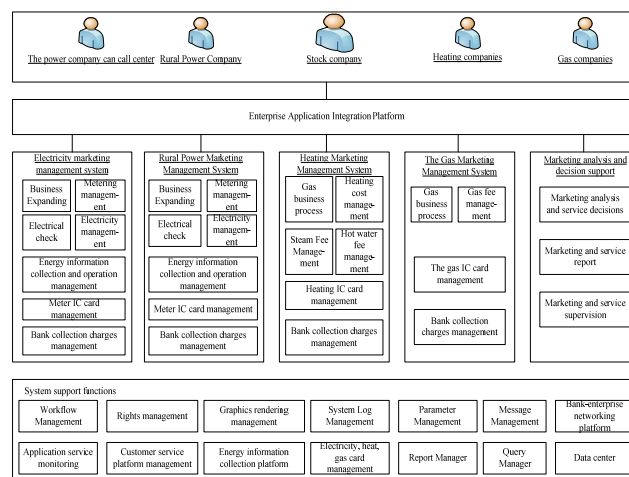 The power company can call center
Rural Power Company
Stock company
Heating companies
Gas companies
Enterprise Application Integration Platform
Electricity marketing
management system
Business
Expanding
Metering
managem-
ent
Electrical
check
Electricity
managem-
ent
Energy information
collection and operation
management
Meter IC card
management
Bank collection charges
management
Rural Power Marketing
Management System
Business
Expanding
Metering
managem-
ent
Electrical
check
Electricity
managem-
ent
Energy information
collection and operation
management
Meter IC card management
Bank collection charges
management
Heating Marketing
Management System
Gas
business
process
Heating
cost
manage-
ment
Steam Fee
Manage-
ment
Hot water
fee
manage-
ment
Heating IC card
management
Bank collection charges
management
The Gas Marketing
Management System
Gas
business
process
Gas fee
manage-
ment
The gas IC card
management
Bank collection
charges management
Marketing analysis and
decision support
Marketing analysis
and service decisions
Marketing and service
report
Marketing and service
supervision
System support functions
Workflow
Management
Rights management
Graphics rendering
management
System Log
Management
Parameter
Management
Message
Management
Bank-enterprise
networking
platform
Application service
monitoring
Customer service
platform management
Energy information
collection platform
Electricity, heat,
gas card
management
Report Manager
Query
Manager
Data center